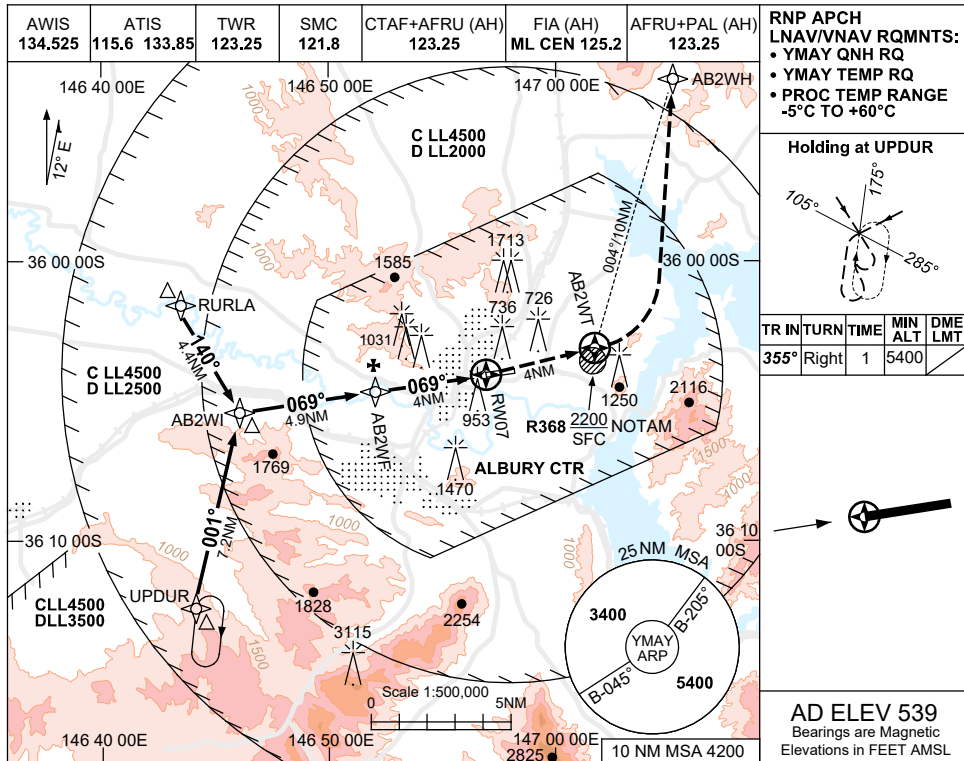 AWIS
134.525
ATIS
115.6 133.85
TWR
123.25
SMC
121.8
CTAF+AFRU (AH)
123.25
FIA (AH)
ML CEN 125.2
AFRU+PAL (AH)
123.25
RNP APCH
LNAV/VNAV RQMNTS:
• YMAY QNH RQ
• YMAY TEMP RQ
• PROC TEMP RANGE
-5°C TO +60°C
Holding at UPDUR
105°
175°
285°
TR IN TURN TIME MIN ALT DME LMT
355° Right 1 5400
146 40 00E
146 50 00E
147 00 00E
AB2WH
1000
12° E
C LL4500
D LL2000
1000
1713
004°/10NM
36 00 00S
36 00 00S
1585
AB2WT
RURLA
726
736
1031
140°
4.4NM
C LL4500
D LL2500
069°
4.9NM
069°
4NM
4NM
AB2WI
AB2WF
953
RW07
1250
2116
R368 2200 NOTAM
SFC
1500
1000
1769
1470
ALBURY CTR
001°
7.2NM
1000
1000
36 10 00S
36 10
00S
25 NM MSA
UPDUR
CLL4500
DLL3500
1828
2254
1500
3115
3400
YMAY
ARP
B-205°
B-045°
5400
Scale 1:500,000
0 5NM
146 40 00E
146 50 00E
147 00 00E
2825
10 NM MSA 4200
AD ELEV 539
Bearings are Magnetic
Elevations in FEET AMSL